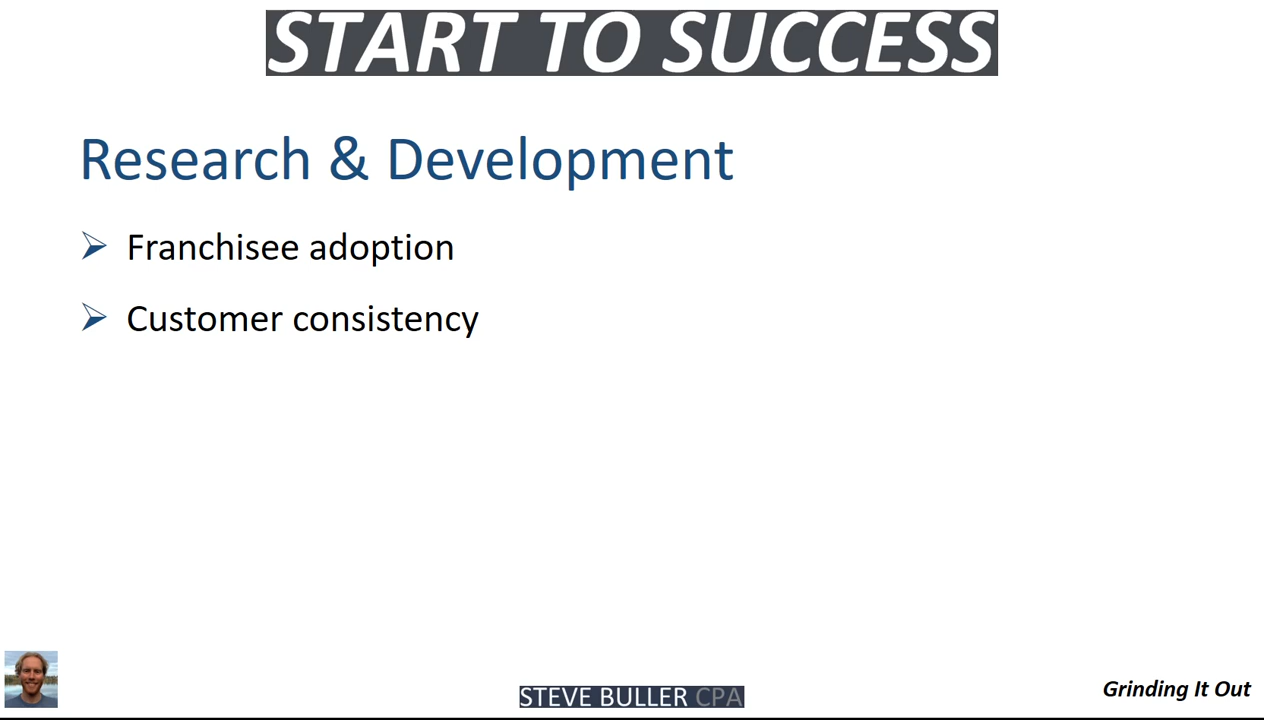 START TO SUCCESS
Research & Development
Franchisee adoption
Customer consistency
STEVE BULLER CPA
Grinding It Out